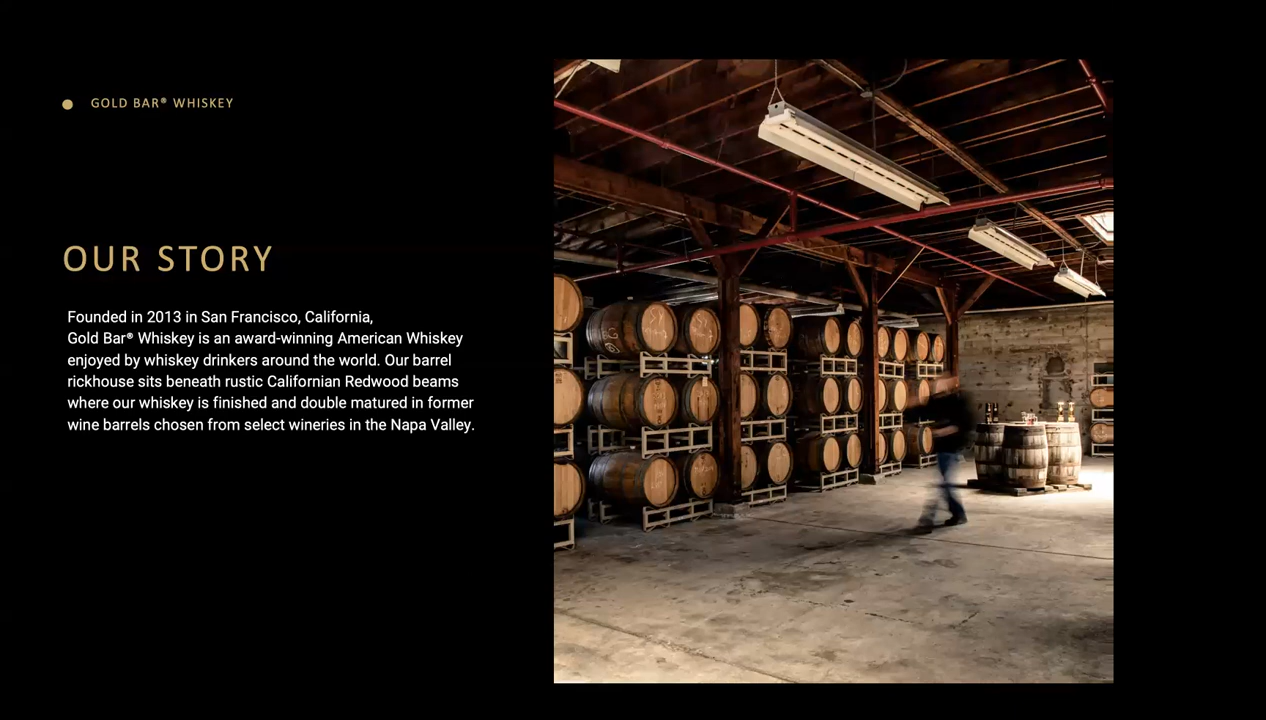 GOLD BAR® WHISKEY
OUR STORY
Founded in 2013 in San Francisco, California,
Gold Bar® Whiskey is an award-winning American Whiskey
enjoyed by whiskey drinkers around the world. Our barrel
rickhouse sits beneath rustic Californian Redwood beams
where our whiskey is finished and double matured in former
wine barrels chosen from select wineries in the Napa Valley.